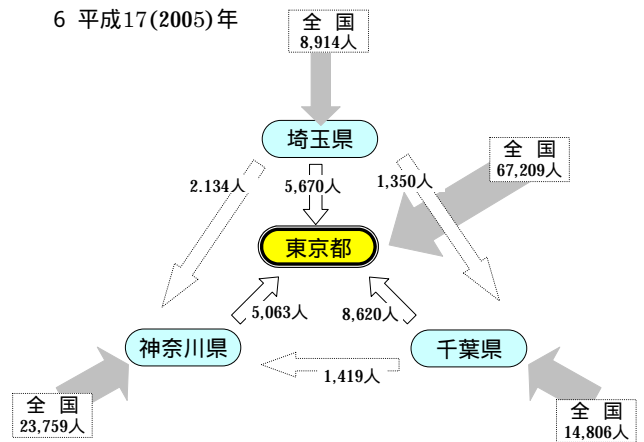 6 平成17(2005)年
全 国
8,914人
埼玉県
全 国
67,209人
2.134人
5,670人
1,350人
東京都
5,063人
8,620人
神奈川県
千葉県
1,419人
全 国
23,759人
全 国
14,806人